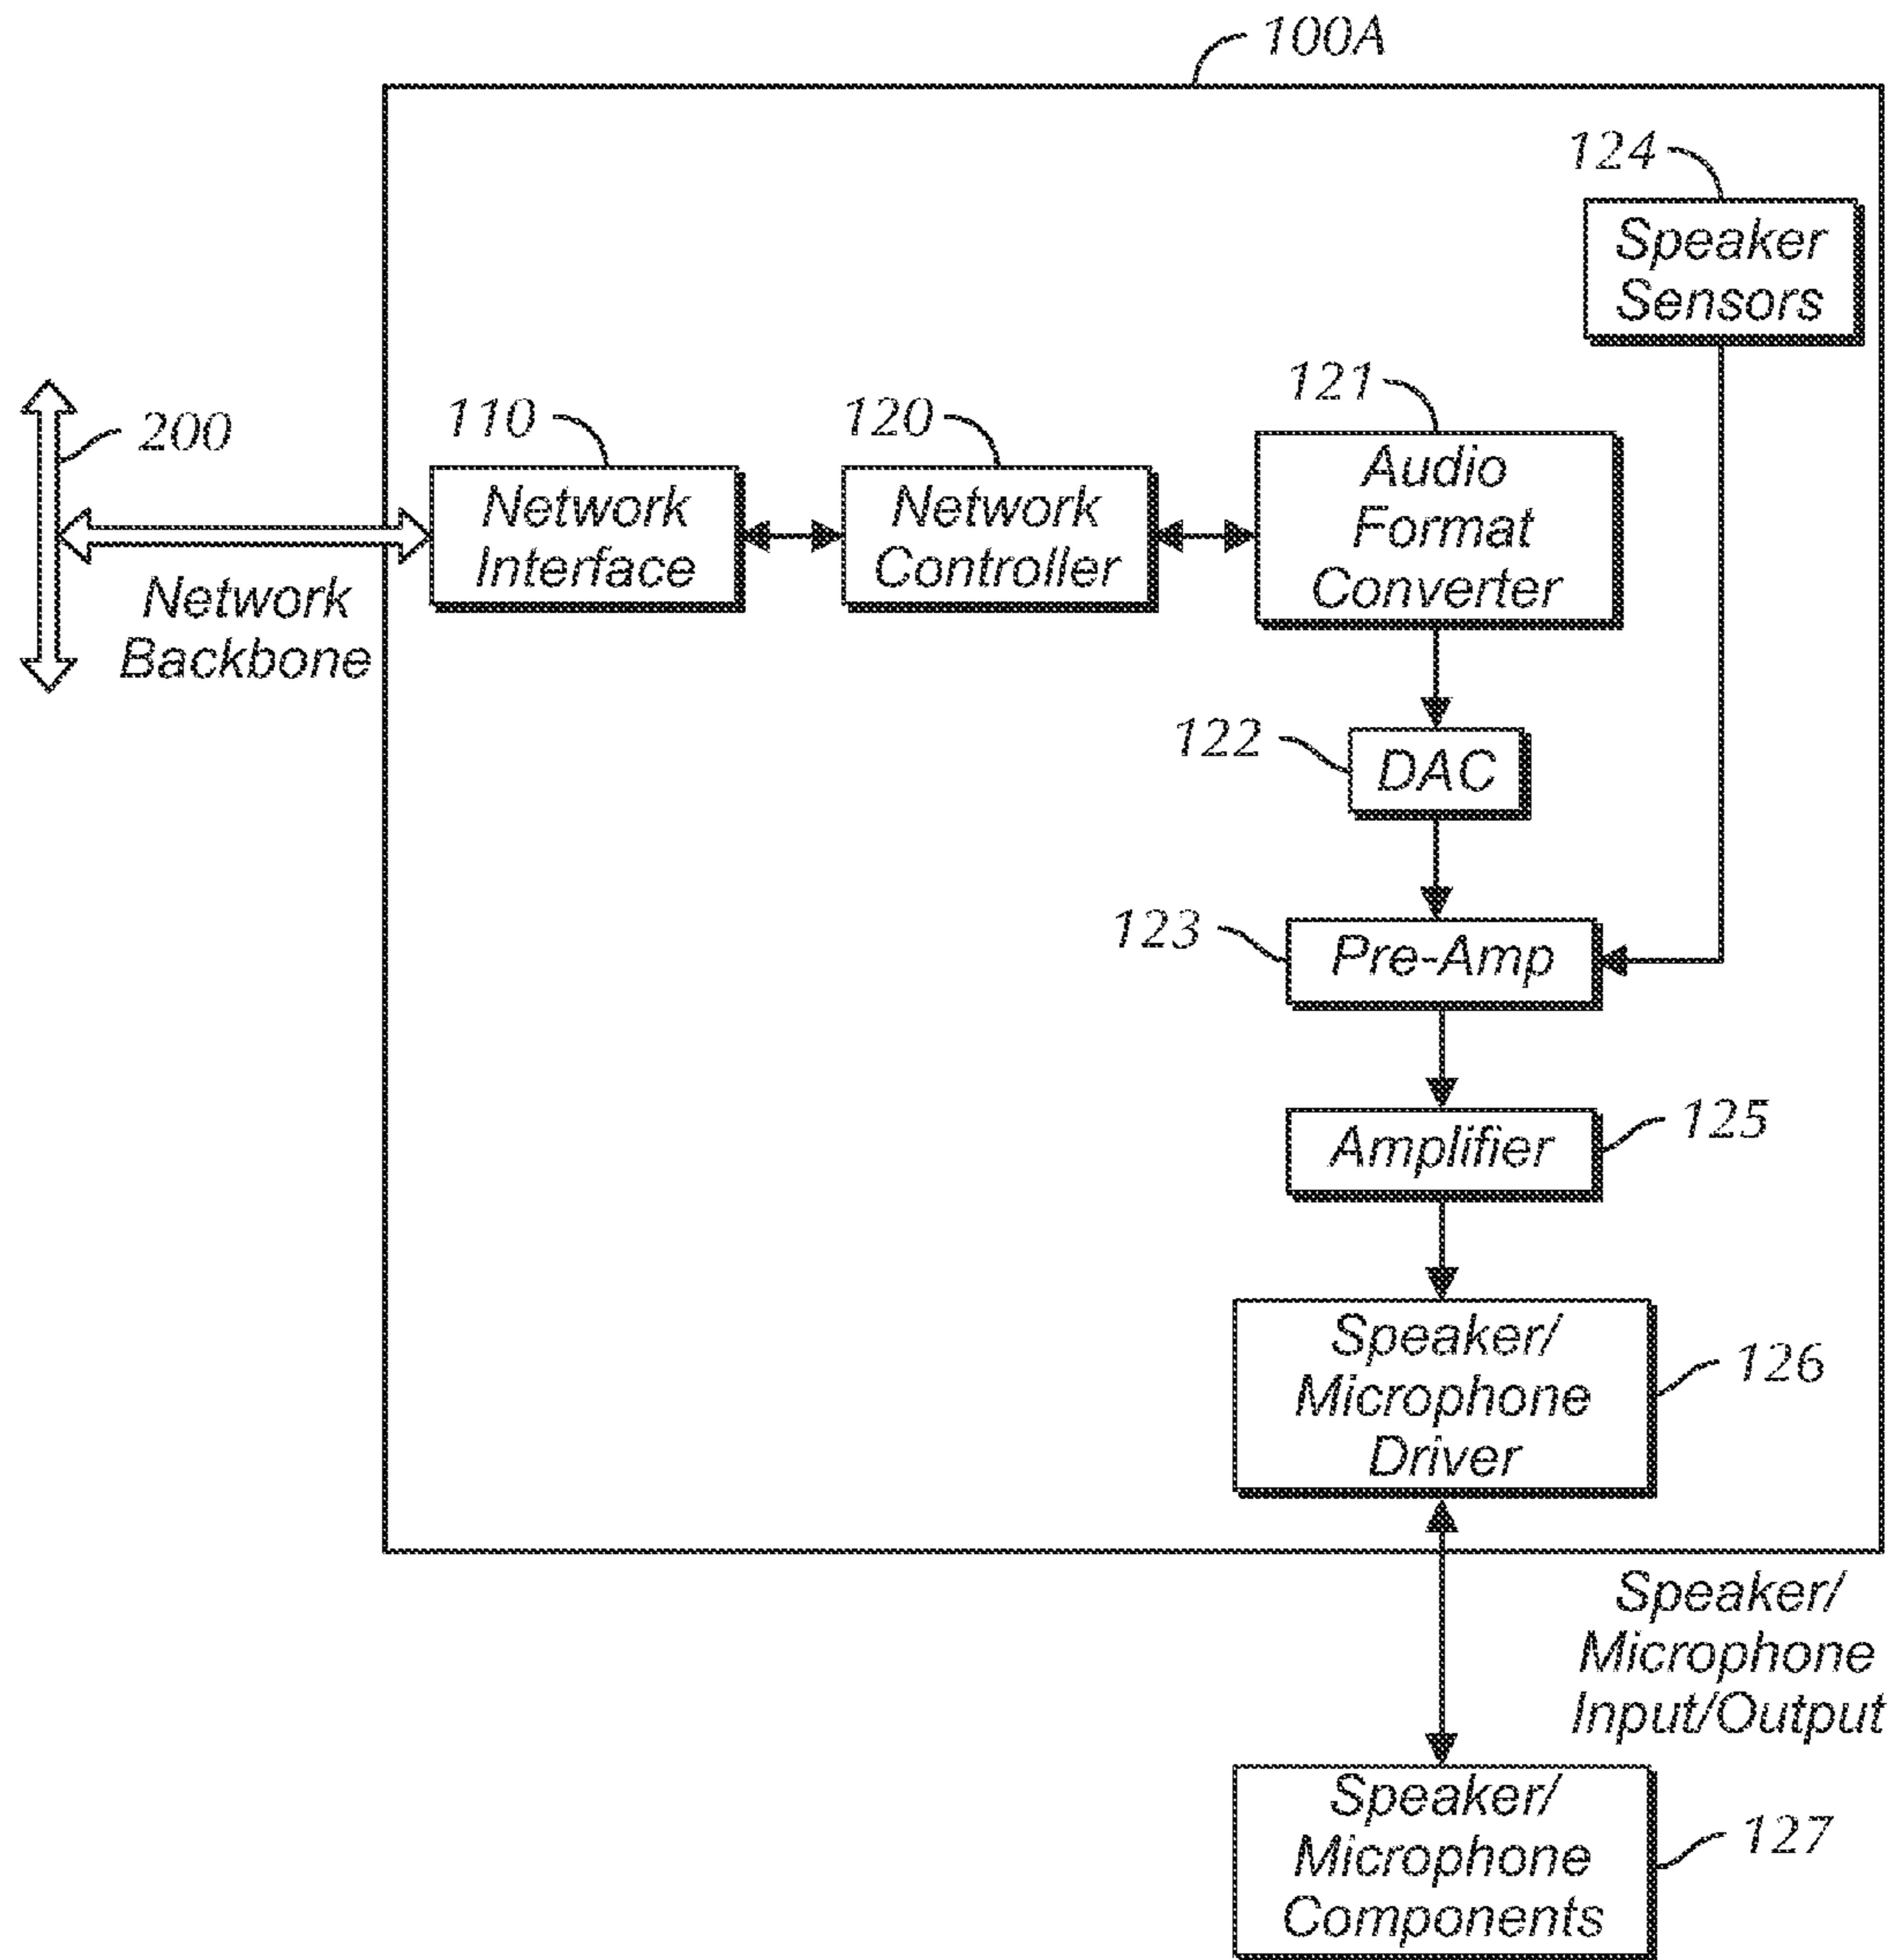 100A
124
Speaker
Sensors
121
200
110
120
Audio
Format
Converter
Network
Interface
Network
Controller
Network
Backbone
122
DAC
123
Pre-Amp
125
Amplifier
Speaker/
Microphone
Driver
126
Speaker/
Microphone
Input/Output
Speaker/
Microphone
Components
127